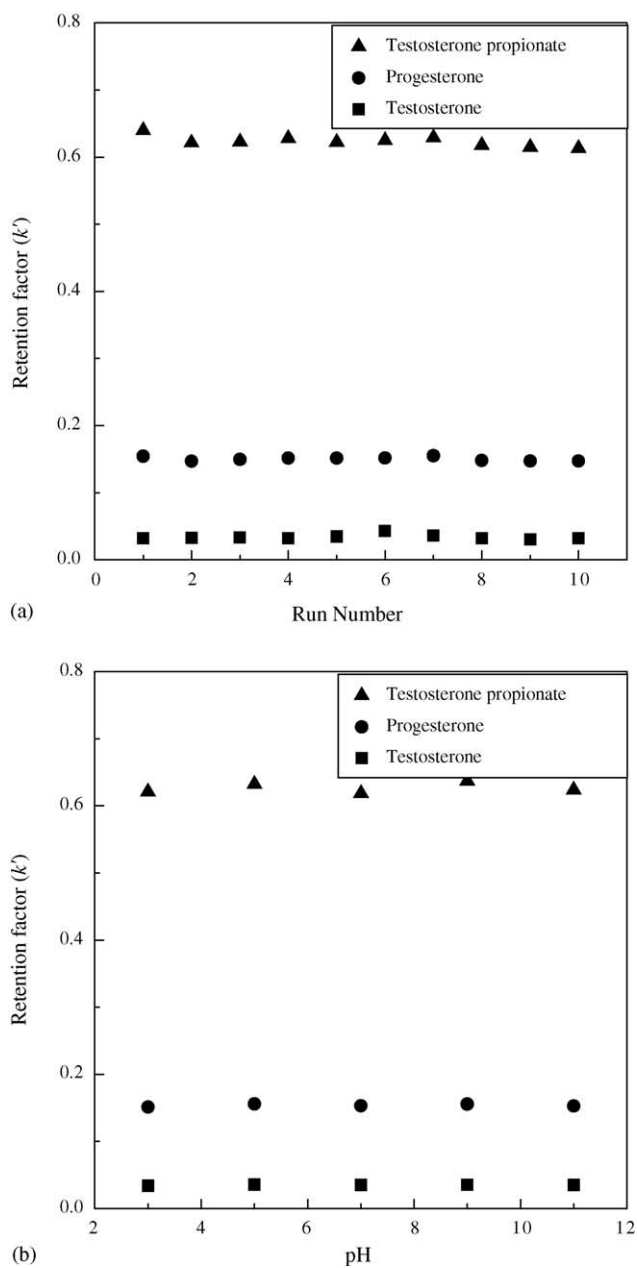 0.8
Testosterone propionate
Progesterone
Testosterone
0.6
0.4
0.2
0.0
Retention factor (k')
0 2 4 6 8 10
(a)
Run Number
0.8
Testosterone propionate
Progesterone
Testosterone
0.6
0.4
0.2
0.0
Retention factor (k')
2 4 6 8 10 12
(b)
pH